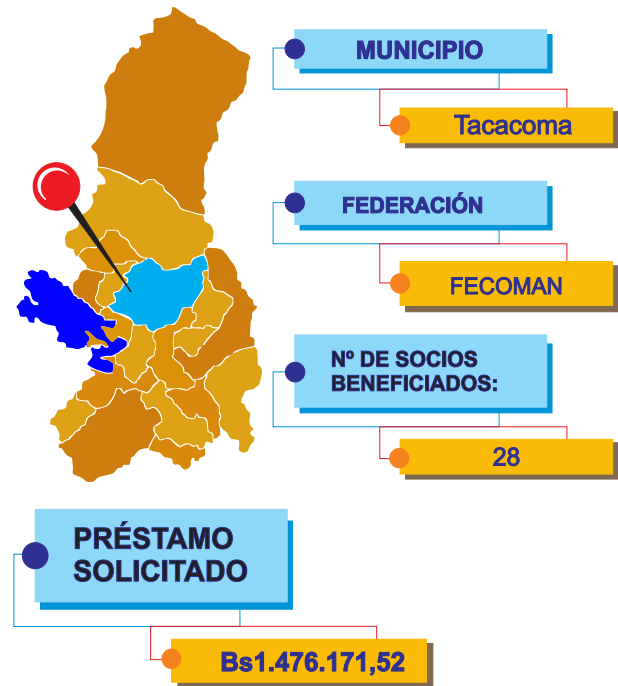 MUNICIPIO
Tacacoma
FEDERACIÓN
FECOMAN
Nº DE SOCIOS
BENEFICIADOS:
28
PRÉSTAMO
SOLICITADO
Bs1.476.171,52